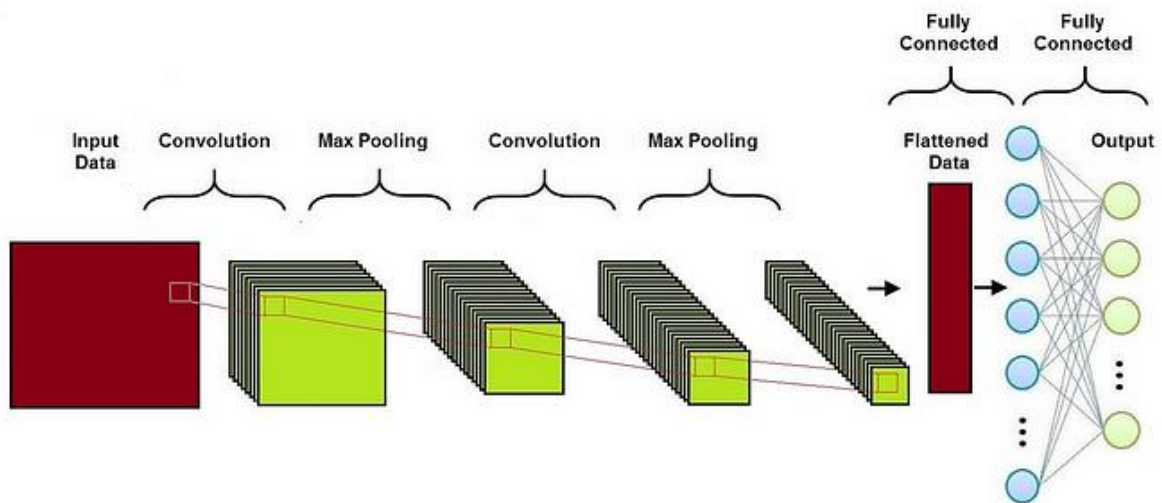 Fully
Connected
Fully
Connected
Input
Data
Convolution
Max Pooling
Convolution
Max Pooling
Flattened
Data
Output